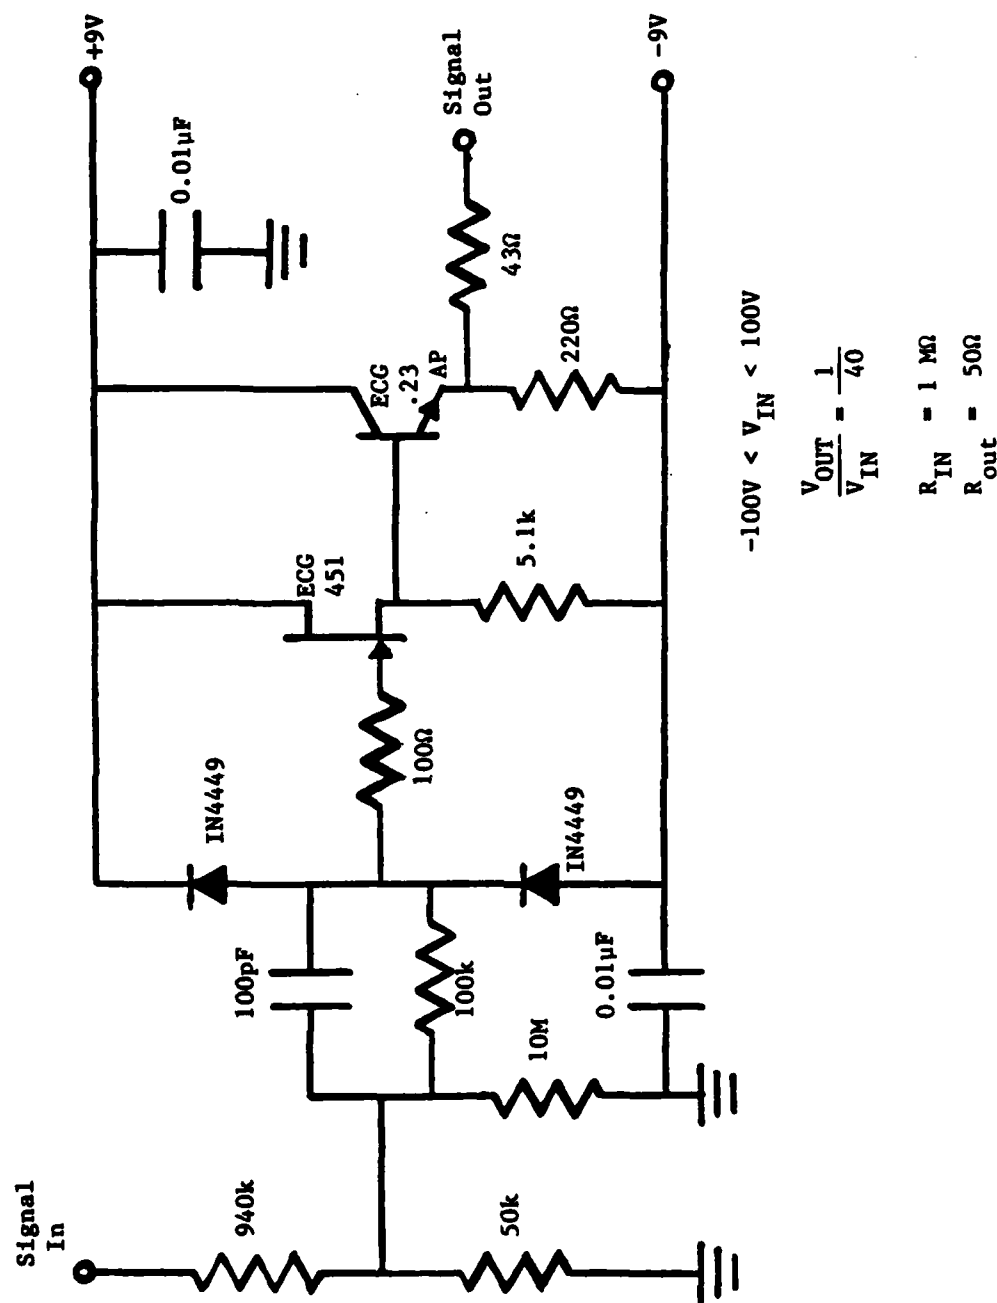 Signal
In
940k
50k
100pF
100k
10M
0.01μF
IN4449
IN4449
100Ω
ECG
451
5.1k
ECG
.23
AP
220Ω
43Ω
Signal
Out
0.01μF
+9V
-9V
-100V < VIN < 100V
VOUT
VIN
=
1
40
RIN = 1 MΩ
Rout = 50Ω